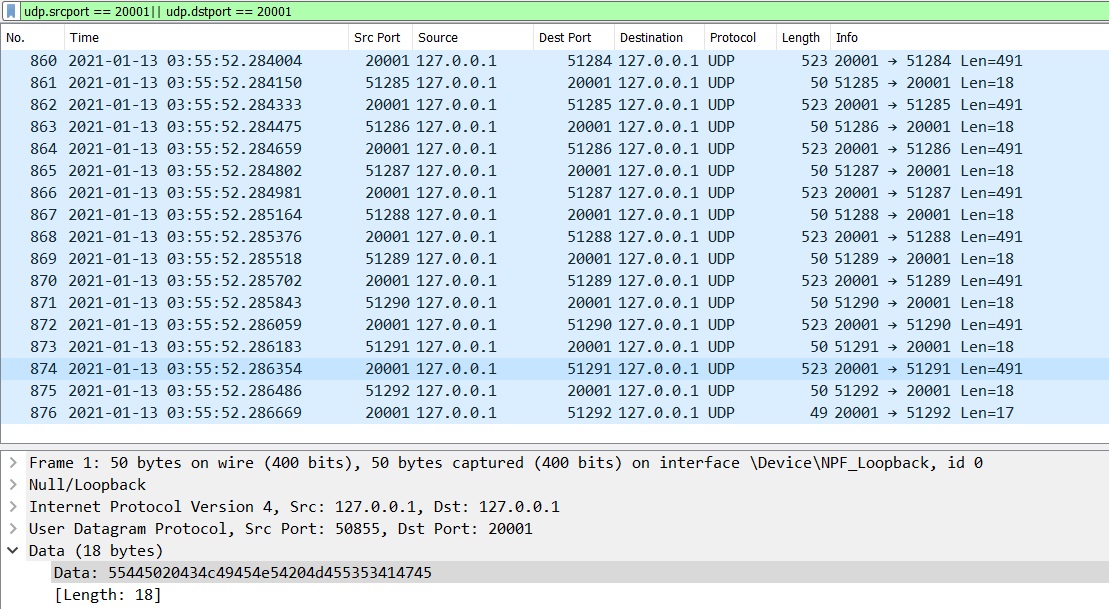 udp.srcport == 20001|| udp.dstport == 20001
No. Time Src Port Source Dest Port Destination Protocol Length Info
860 2021-01-13 03:55:52.284004 20001 127.0.0.1 51284 127.0.0.1 UDP 523 20001 → 51284 Len=491
861 2021-01-13 03:55:52.284150 51285 127.0.0.1 20001 127.0.0.1 UDP 50 51285 → 20001 Len=18
862 2021-01-13 03:55:52.284333 20001 127.0.0.1 51285 127.0.0.1 UDP 523 20001 → 51285 Len=491
863 2021-01-13 03:55:52.284475 51286 127.0.0.1 20001 127.0.0.1 UDP 50 51286 → 20001 Len=18
864 2021-01-13 03:55:52.284659 20001 127.0.0.1 51286 127.0.0.1 UDP 523 20001 → 51286 Len=491
865 2021-01-13 03:55:52.284802 51287 127.0.0.1 20001 127.0.0.1 UDP 50 51287 → 20001 Len=18
866 2021-01-13 03:55:52.284981 20001 127.0.0.1 51287 127.0.0.1 UDP 523 20001 → 51287 Len=491
867 2021-01-13 03:55:52.285164 51288 127.0.0.1 20001 127.0.0.1 UDP 50 51288 → 20001 Len=18
868 2021-01-13 03:55:52.285376 20001 127.0.0.1 51288 127.0.0.1 UDP 523 20001 → 51288 Len=491
869 2021-01-13 03:55:52.285518 51289 127.0.0.1 20001 127.0.0.1 UDP 50 51289 → 20001 Len=18
870 2021-01-13 03:55:52.285702 20001 127.0.0.1 51289 127.0.0.1 UDP 523 20001 → 51289 Len=491
871 2021-01-13 03:55:52.285843 51290 127.0.0.1 20001 127.0.0.1 UDP 50 51290 → 20001 Len=18
872 2021-01-13 03:55:52.286059 20001 127.0.0.1 51290 127.0.0.1 UDP 523 20001 → 51290 Len=491
873 2021-01-13 03:55:52.286183 51291 127.0.0.1 20001 127.0.0.1 UDP 50 51291 → 20001 Len=18
874 2021-01-13 03:55:52.286354 20001 127.0.0.1 51291 127.0.0.1 UDP 523 20001 → 51291 Len=491
875 2021-01-13 03:55:52.286486 51292 127.0.0.1 20001 127.0.0.1 UDP 50 51292 → 20001 Len=18
876 2021-01-13 03:55:52.286669 20001 127.0.0.1 51292 127.0.0.1 UDP 49 20001 → 51292 Len=17
Frame 1: 50 bytes on wire (400 bits), 50 bytes captured (400 bits) on interface \Device\NPF_Loopback, id 0
Null/Loopback
Internet Protocol Version 4, Src: 127.0.0.1, Dst: 127.0.0.1
User Datagram Protocol, Src Port: 50855, Dst Port: 20001
Data (18 bytes)
Data: 55445020434c49454e54204d455353414745
[Length: 18]